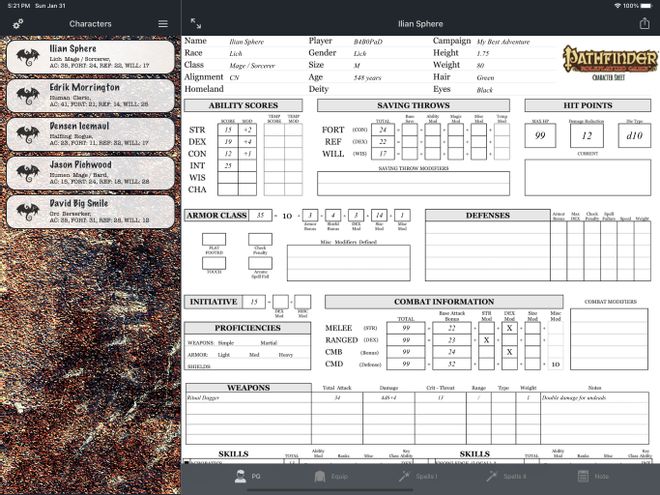 5:21 PM Sun Jan 31
100%
Characters
Ilian Sphere
Ilian Sphere
Lich Mage / Sorcerer,
AC: 35, FORT: 24, REF: 22, WILL: 17
Edrik Morrington
Human Cleric,
AC: 41, FORT: 21, REF: 14, WILL: 25
Densen Icemaul
Halfling Rogue,
AC: 23, FORT: 11, REF: 32, WILL: 17
Jason Pichwood
Human Mage / Bard,
AC: 15, FORT: 24, REF: 18, WILL: 28
David Big Smile
Orc Berserker,
AC: 38, FORT: 31, REF: 28, WILL: 12
Name Ilian Sphere Player B4B0PaD Campaign My Best Adventure
Race Lich Gender Lich Height 1.75
Class Mage / Sorcerer Size M Weight 80
Alignment CN Age 548 years Hair Green
Homeland Deity Eyes Black
PATHFINDER
ROLEPLAYING GAME
CHARACTER SHEET
ABILITY SCORES
SCORE MOD TEMP SCORE TEMP MOD
STR 15 +2
DEX 19 +4
CON 12 +1
INT 25
WIS
CHA
SAVING THROWS
TOTAL Base Save Ability Mod Magic Mod Misc Mod Temp Mod
FORT (CON) 24
REF (DEX) 22
WILL (WIS) 17
SAVING THROW MODIFIERS
HIT POINTS
MAX HP Damage Reduction Die Type
99 12 d10
COMENT
ARMOR CLASS 35 = 10 + 3 + 4 + 3 + 14 + 1
Armor Bonus Shield Bonus DEX Mod Size Mod Misc Mod
FLAT FOOTED Check Penalty
TOUCH Arcane Spell Fail
Misc Modifiers Defined
DEFENSES
Armor Bonus Max DEX Check Penalty Spell Failure Speed Weight
INITIATIVE 15 = +
DEX Mod MISC Mod
PROFICIENCIES
WEAPONS: Simple Martial
ARMOR: Light Med Heavy
SHIELDS
COMBAT INFORMATION
TOTAL Base Attack Bonus STR Mod DEX Mod Size Mod Misc Mod
MELEE (STR) 99 = 22 X
RANGED (DEX) 99 = 23 X
CMB (Bonus) 99 = 24 X
CMD (Defense) 99 = 52 10
COMBAT MODIFIERS
WEAPONS Total Attack Damage Crit - Threat Range Type Weight Notes
Ritual Dagger 54 4d6+4 13 / 1 Double damage for undeads
SKILLS TOTAL Ability Mod Ranks Misc Key Class Ability
SKILLS TOTAL Ability Mod Ranks Misc Key Class Ability
PG Equip Spells I Spells II Note